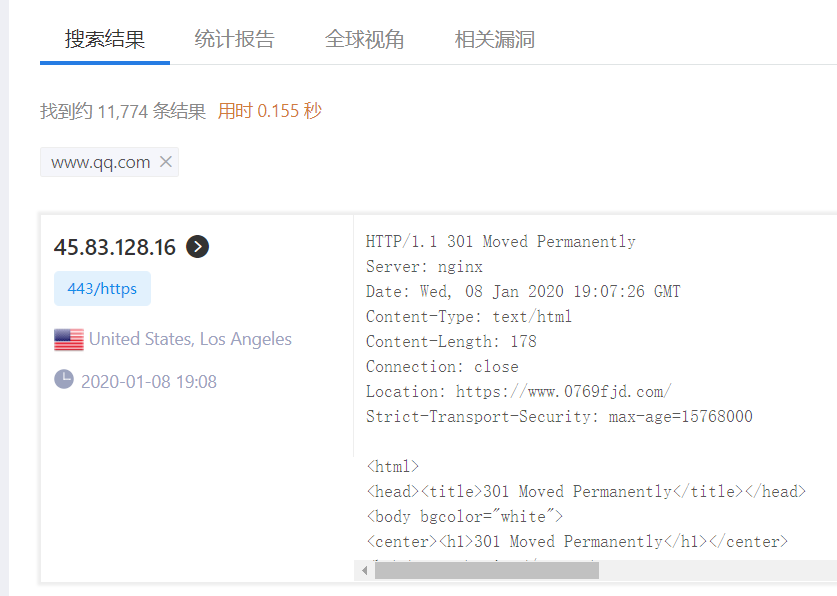 搜索结果 统计报告 全球视角 相关漏洞
找到约 11,774 条结果 用时 0.155 秒
www.qq.com
45.83.128.16
443/https
United States, Los Angeles
2020-01-08 19:08
HTTP/1.1 301 Moved Permanently
Server: nginx
Date: Wed, 08 Jan 2020 19:07:26 GMT
Content-Type: text/html
Content-Length: 178
Connection: close
Location: https://www.0769fjd.com/
Strict-Transport-Security: max-age=15768000
<html>
<head><title>301 Moved Permanently</title></head>
<body bgcolor="white">
<center><h1>301 Moved Permanently</h1></center>